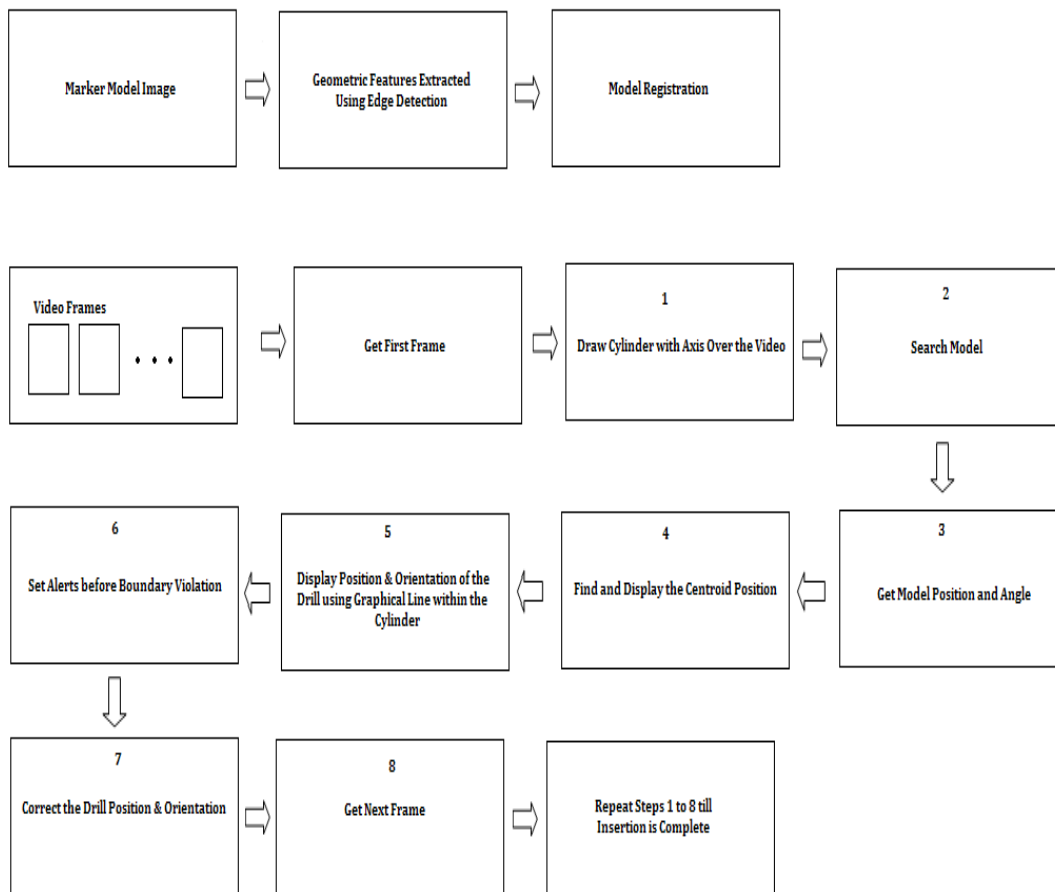 Marker Model Image
Geometric Features Extracted
Using Edge Detection
Model Registration
Video Frames
Get First Frame
1
Draw Cylinder with Axis Over the Video
2
Search Model
3
Get Model Position and Angle
4
Find and Display the Centroid Position
5
Display Position & Orientation of the
Drill using Graphical Line within the
Cylinder
6
Set Alerts before Boundary Violation
7
Correct the Drill Position & Orientation
8
Get Next Frame
Repeat Steps 1 to 8 till
Insertion is Complete